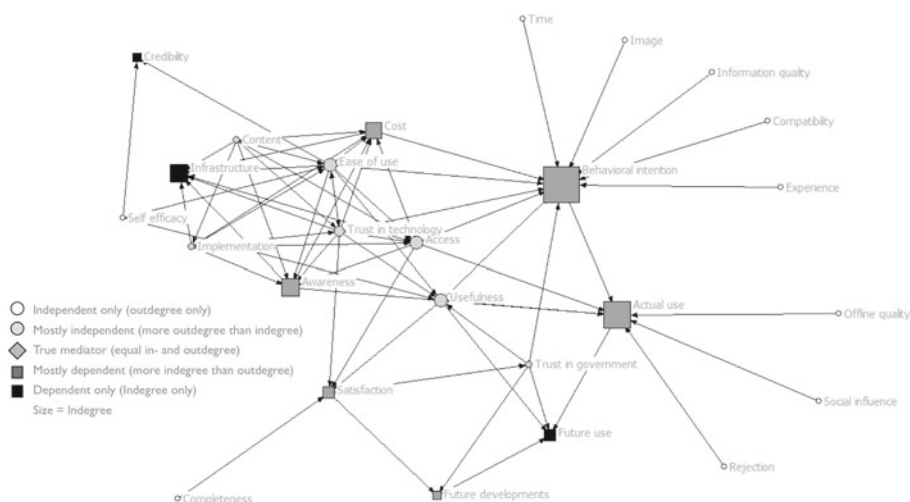 Time
Image
Credibility
Information quality
Cost
Compatibility
Content
Ease of use
Infrastructure
Behavioral intention
Experience
Self efficacy
Trust in technology
Access
Implementation
Awareness
Usefulness
Actual use
Offline quality
Independent only (outdegree only)
Mostly independent (more outdegree than indegree)
True mediator (equal in- and outdegree)
Mostly dependent (more indegree than outdegree)
Dependent only (Indegree only)
Size = Indegree
Trust in government
Satisfaction
Social influence
Future use
Rejection
Completeness
Future developments